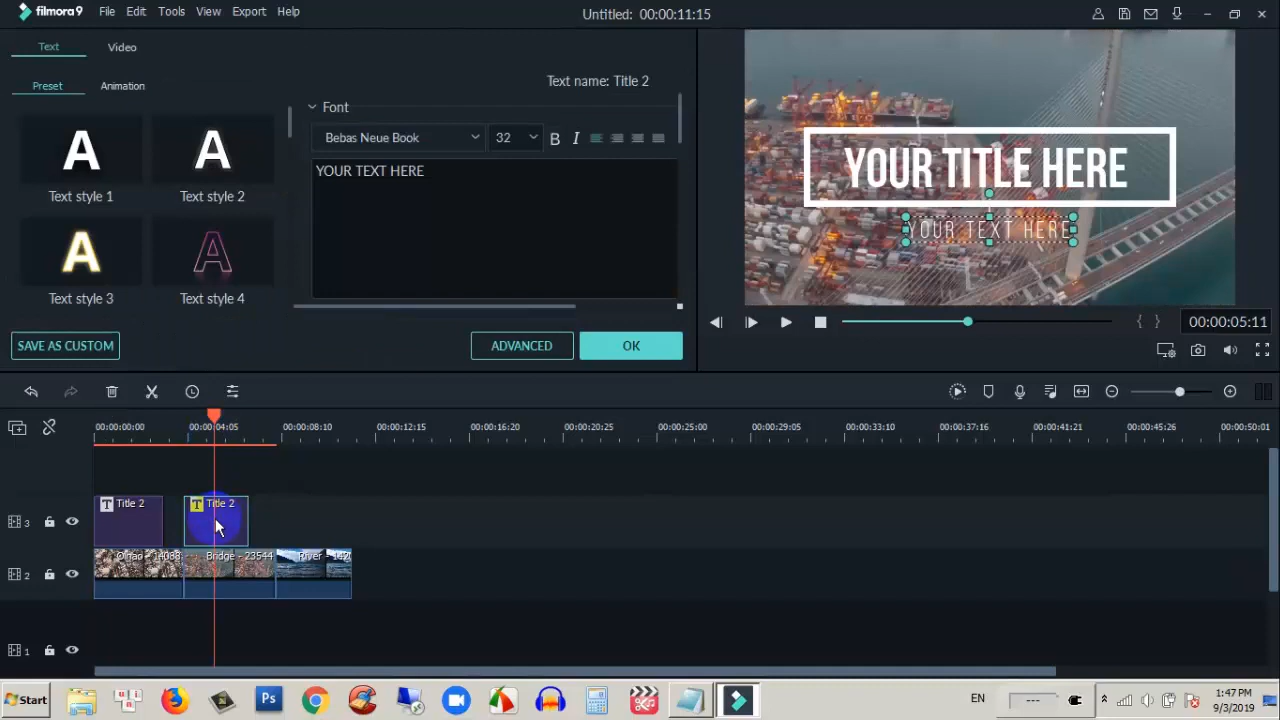 filmora9 File Edit Tools View Export Help Untitled: 00:00:11:15
Text Video
Preset Animation
Text name: Title 2
Font
Bebas Neue Book 32 B I
YOUR TEXT HERE
A A
Text style 1 Text style 2
A A
Text style 3 Text style 4
SAVE AS CUSTOM ADVANCED OK
YOUR TITLE HERE
YOUR TEXT HERE
{ } 00:00:05:11
00:00:00:00 00:00:04:05 00:00:08:10 00:00:12:15 00:00:16:20 00:00:20:25 00:00:25:00 00:00:29:05 00:00:33:10 00:00:37:16 00:00:41:21 00:00:45:26 00:00:50:01
T Title 2 T Title 2
3
Bridge - 23544 River - 142
2
1
Start Ps EN --- 1:47 PM
9/3/2019